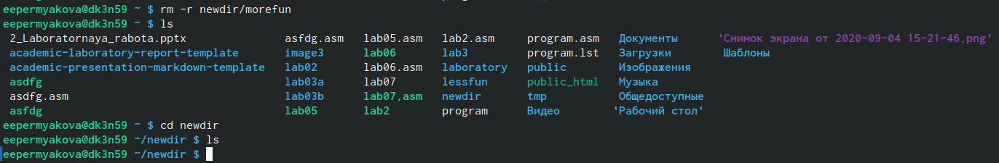 eepermyakova@dk3n59 ~ $ rm -r newdir/morefun
eepermyakova@dk3n59 ~ $ ls
2_Laboratornaya_rabota.pptx asfdg.asm lab05.asm lab2.asm program.asm Документы 'Снимок экрана от 2020-09-04 15-21-46.png'
academic-laboratory-report-template image3 lab06 lab3 program.lst Загрузки Шаблоны
academic-presentation-markdown-template lab02 lab06.asm laboratory public Изображения
asdfg lab03a lab07 lessfun public_html Музыка
asdfg.asm lab03b lab07.asm newdir tmp Общедоступные
asfdg lab05 lab2 program Видео 'Рабочий стол'
eepermyakova@dk3n59 ~ $ cd newdir
eepermyakova@dk3n59 ~/newdir $ ls
eepermyakova@dk3n59 ~/newdir $